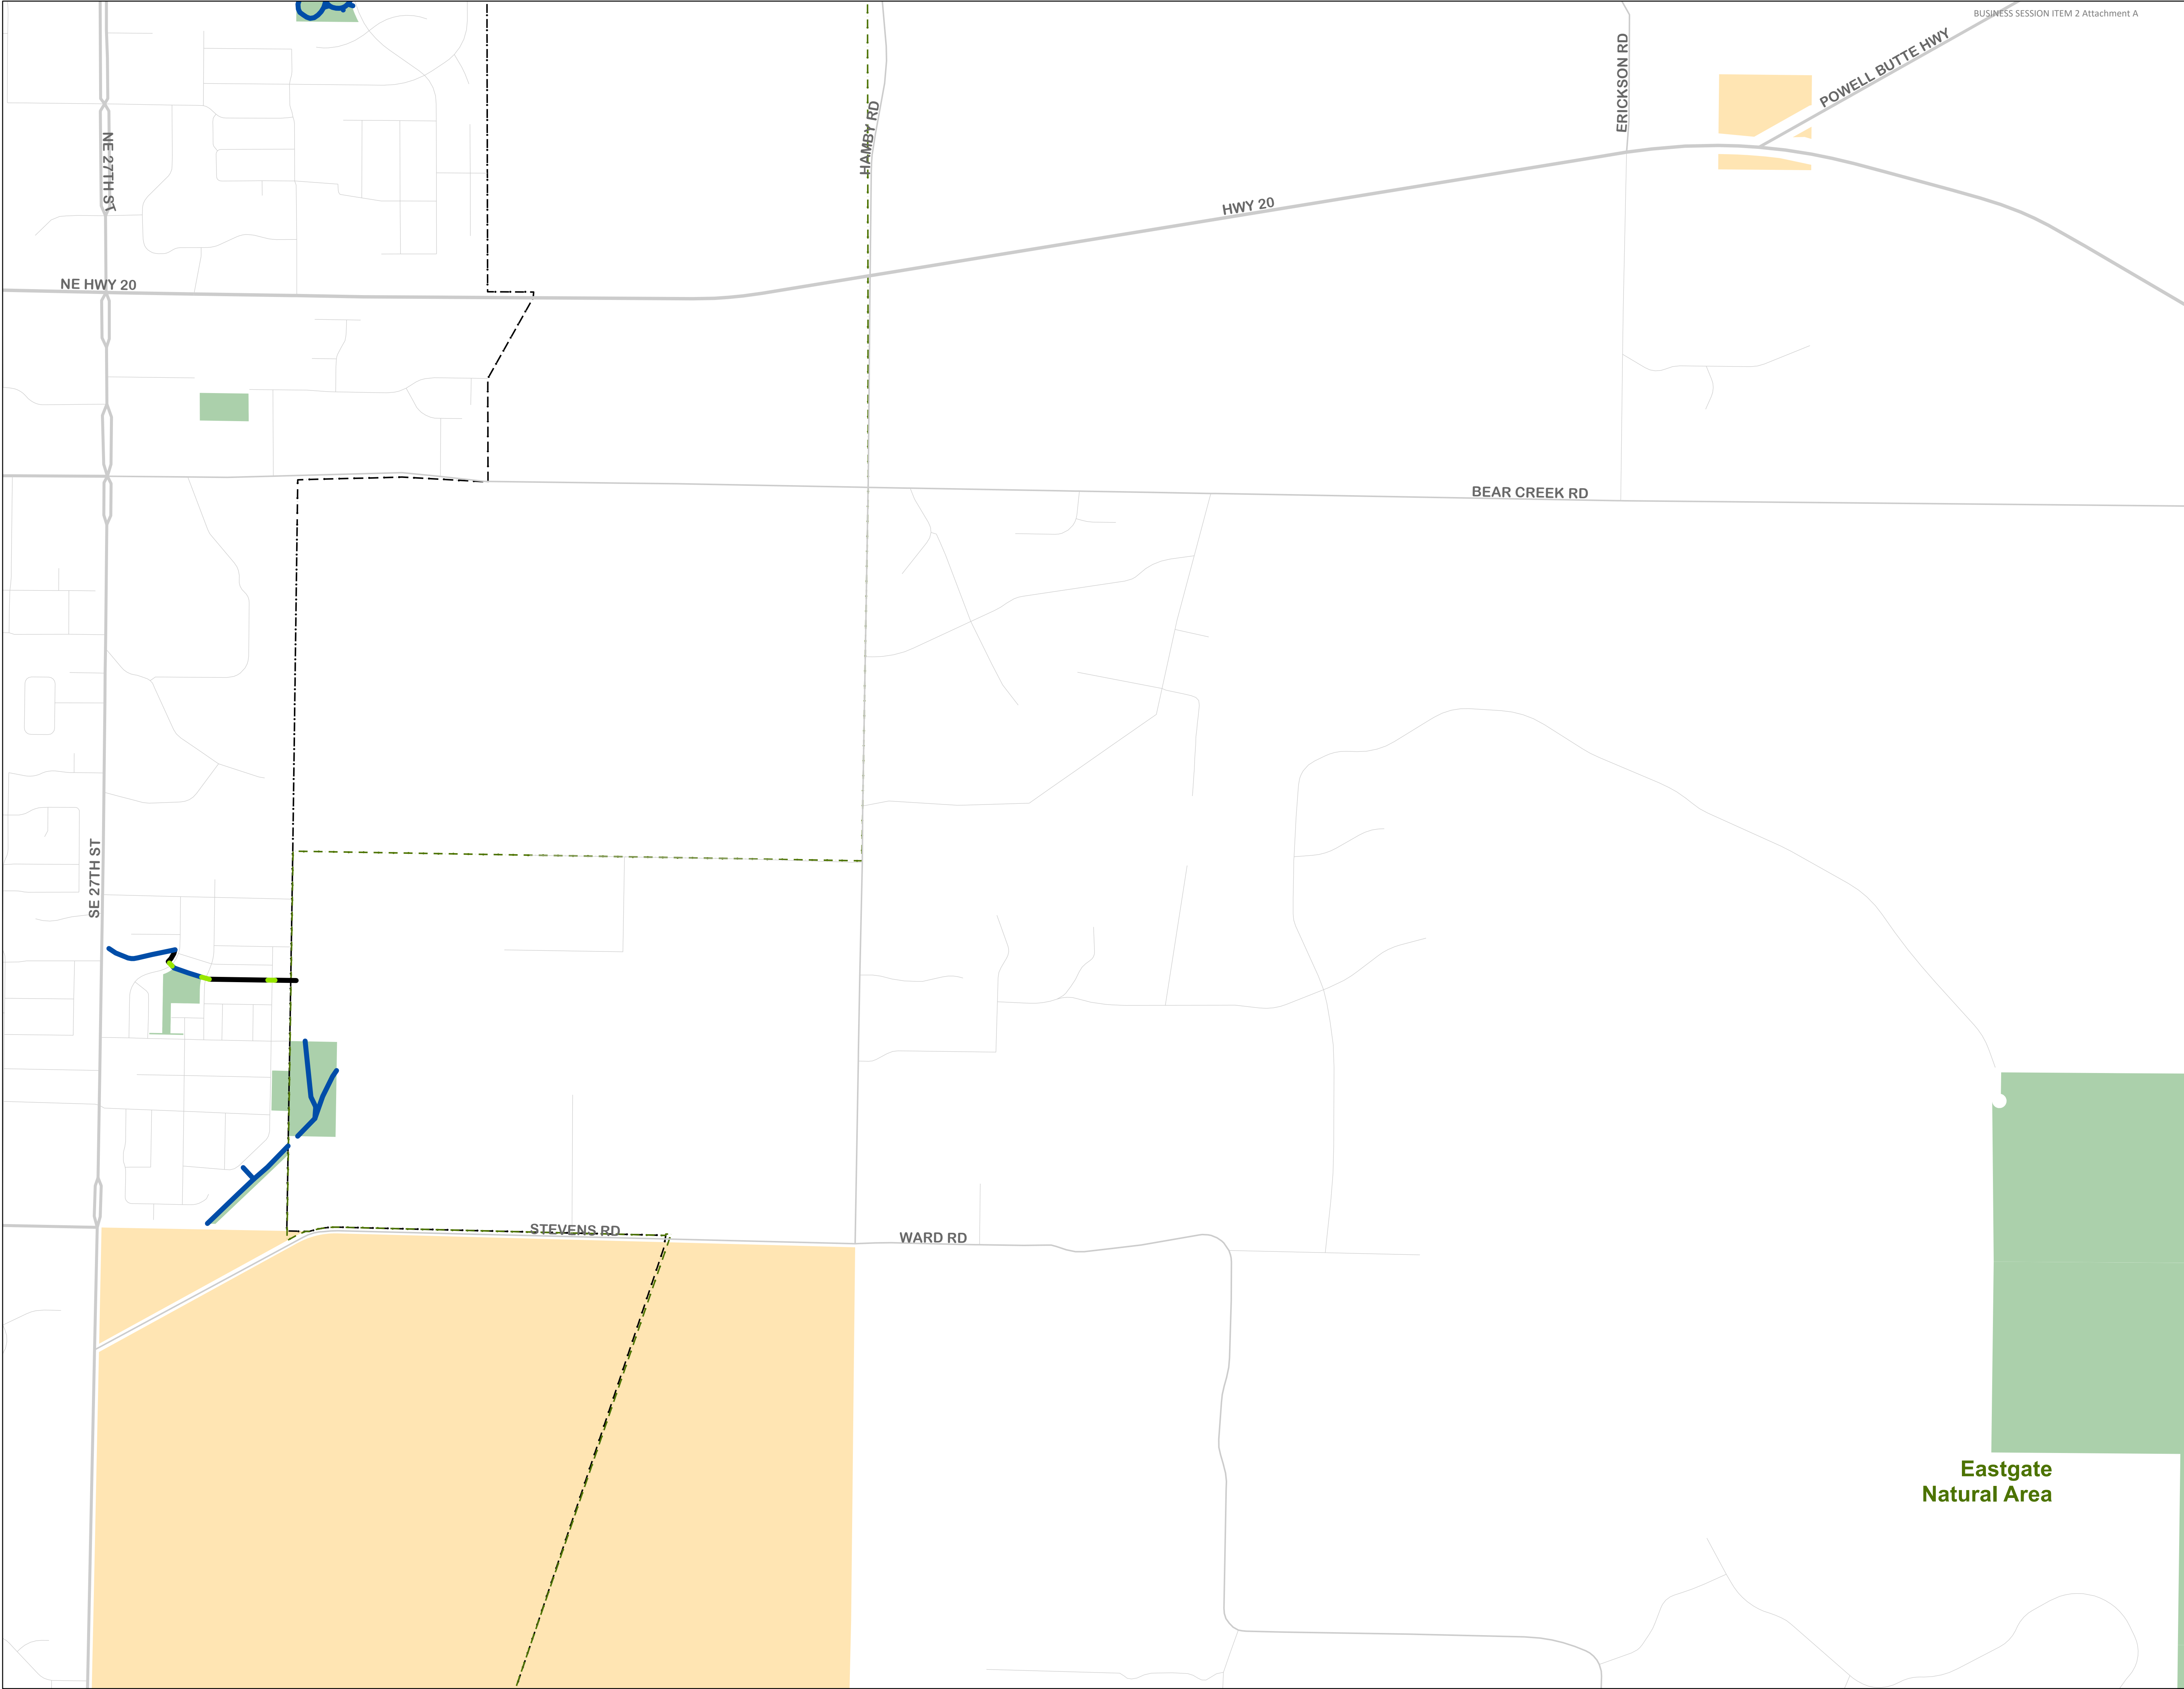 BUSINESS SESSION ITEM 2 Attachment A
POWELL BUTTE HWY
ERICKSON RD
HAMBY RD
NE 27TH ST
HWY 20
NE HWY 20
BEAR CREEK RD
SE 27TH ST
STEVENS RD
WARD RD
Eastgate
Natural Area